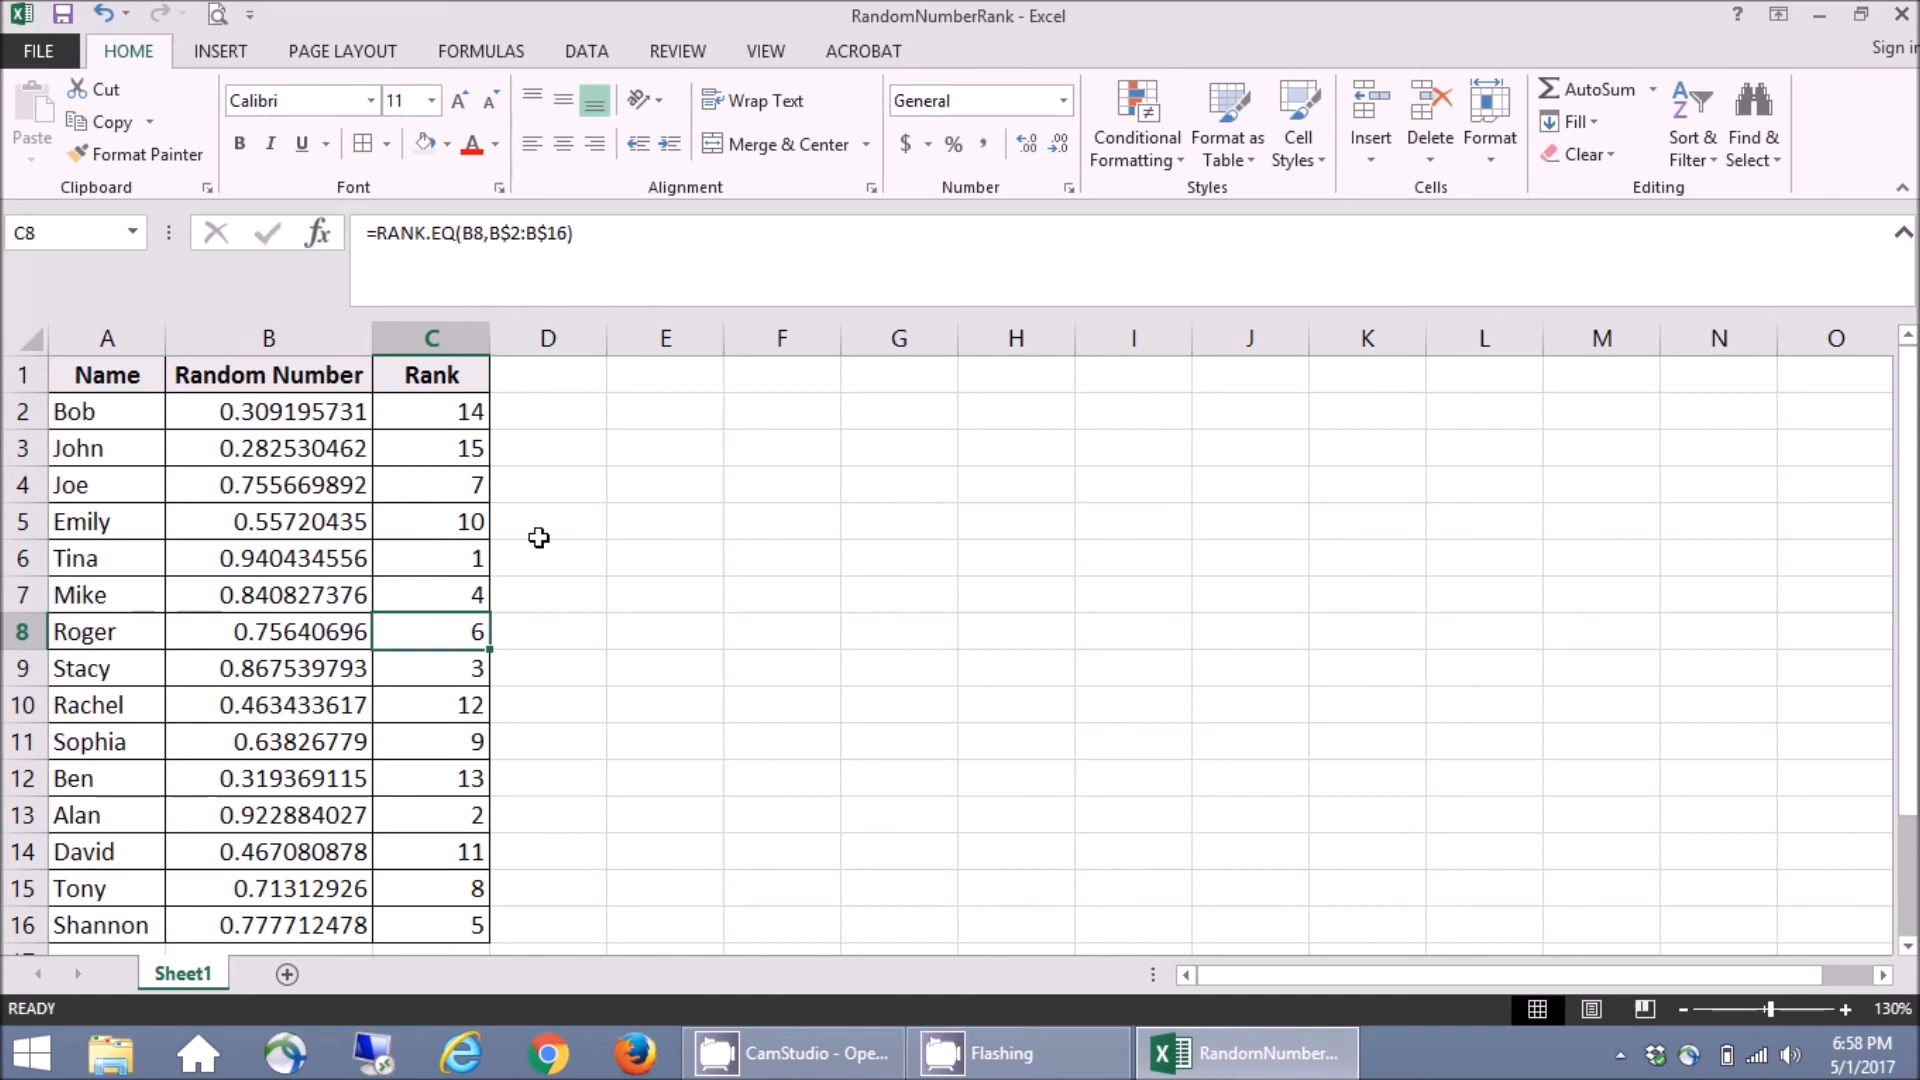 RandomNumberRank - Excel
?
FILE HOME INSERT PAGE LAYOUT FORMULAS DATA REVIEW VIEW ACROBAT
Paste
Cut
Copy
Format Painter
Clipboard
Calibri 11
B I U A
Font
Wrap Text
Merge & Center
Alignment
General
$ % ,
Number
Conditional Formatting
Format as Table
Cell Styles
Styles
Insert
Delete
Format
Cells
AutoSum
Fill
Clear
Sort & Filter
Find & Select
Editing
C8 fx =RANK.EQ(B8,B$2:B$16)
A B C D E F G H I J K L M N O
1 Name Random Number Rank
2 Bob 0.309195731 14
3 John 0.282530462 15
4 Joe 0.755669892 7
5 Emily 0.55720435 10
6 Tina 0.940434556 1
7 Mike 0.840827376 4
8 Roger 0.75640696 6
9 Stacy 0.867539793 3
10 Rachel 0.463433617 12
11 Sophia 0.63826779 9
12 Ben 0.319369115 13
13 Alan 0.922884027 2
14 David 0.467080878 11
15 Tony 0.71312926 8
16 Shannon 0.777712478 5
Sheet1
READY 130%
CamStudio - Ope...
Flashing
RandomNumber...
6:58 PM
5/1/2017